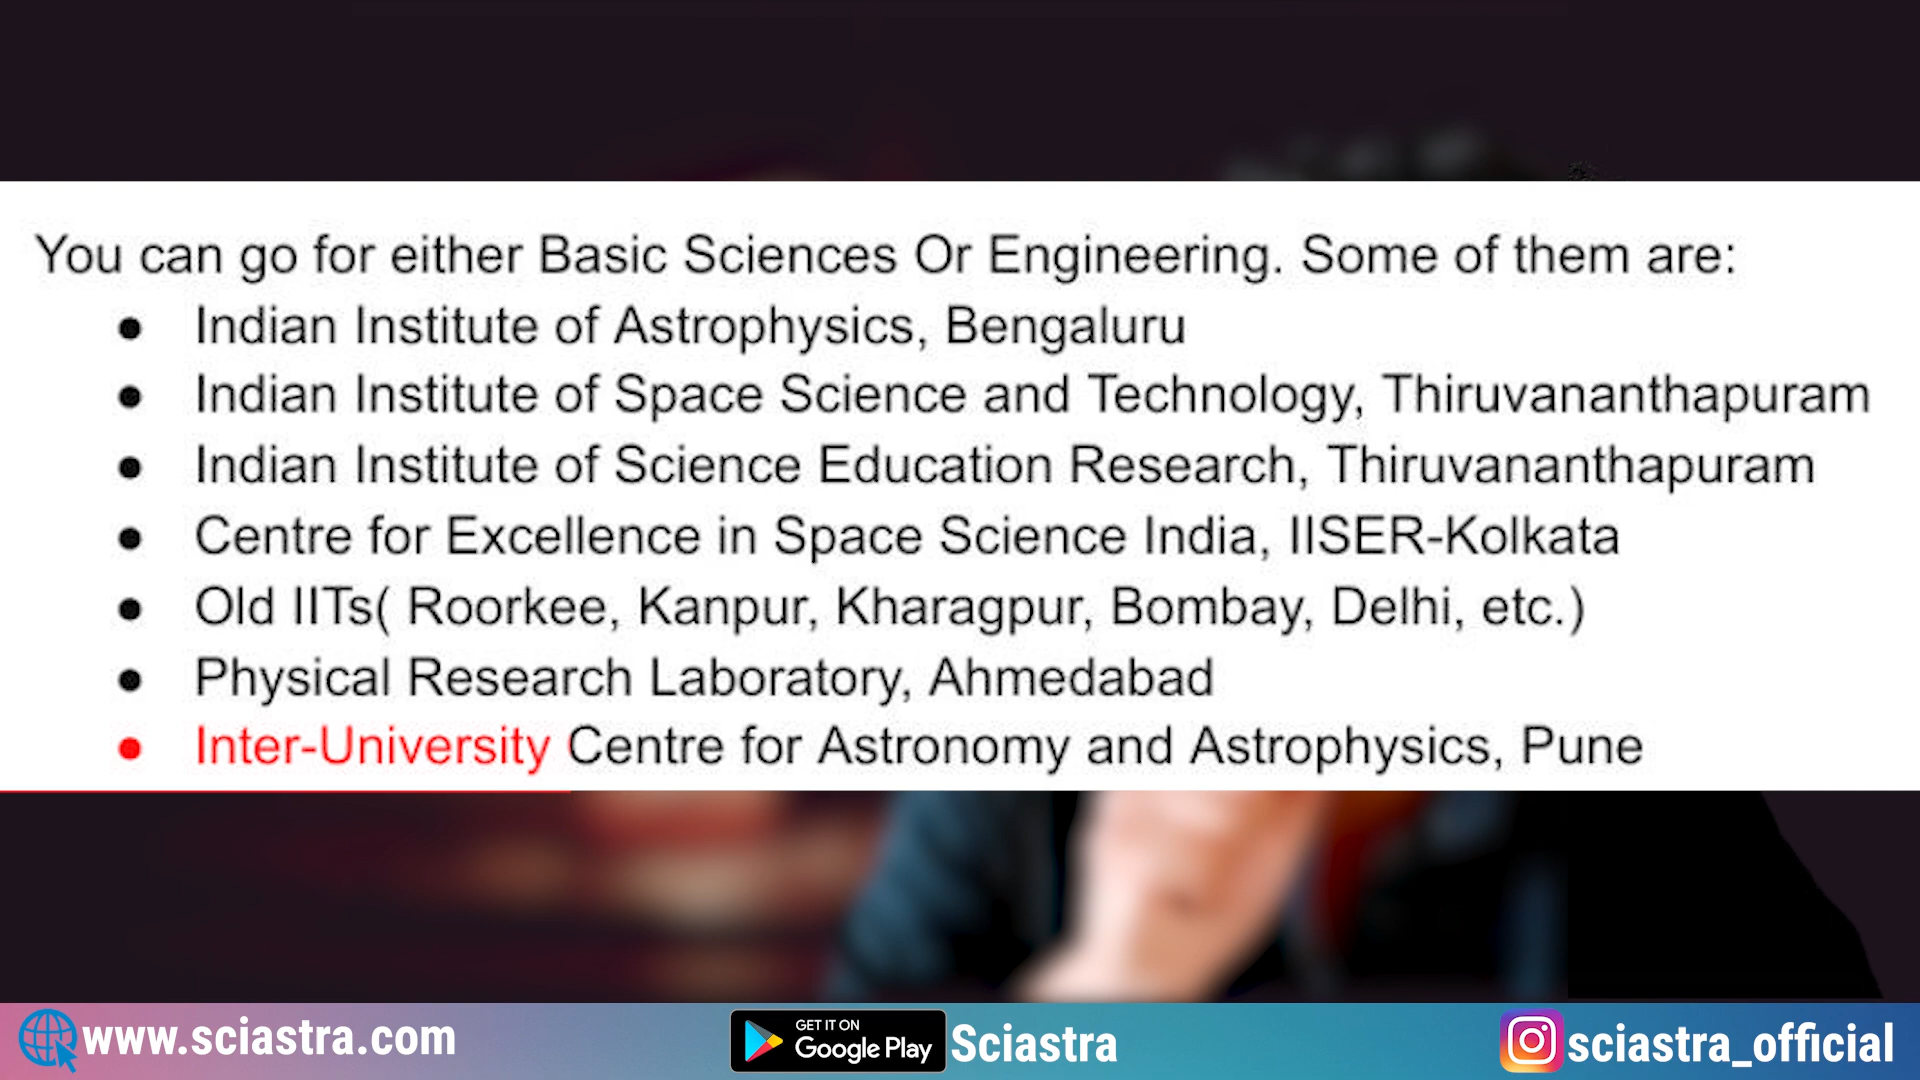 You can go for either Basic Sciences Or Engineering. Some of them are:
● Indian Institute of Astrophysics, Bengaluru
● Indian Institute of Space Science and Technology, Thiruvananthapuram
● Indian Institute of Science Education Research, Thiruvananthapuram
● Centre for Excellence in Space Science India, IISER-Kolkata
● Old IITs( Roorkee, Kanpur, Kharagpur, Bombay, Delhi, etc.)
● Physical Research Laboratory, Ahmedabad
● Inter-University Centre for Astronomy and Astrophysics, Pune
www.sciastra.com
GET IT ON
Google Play
Sciastra
sciastra_official